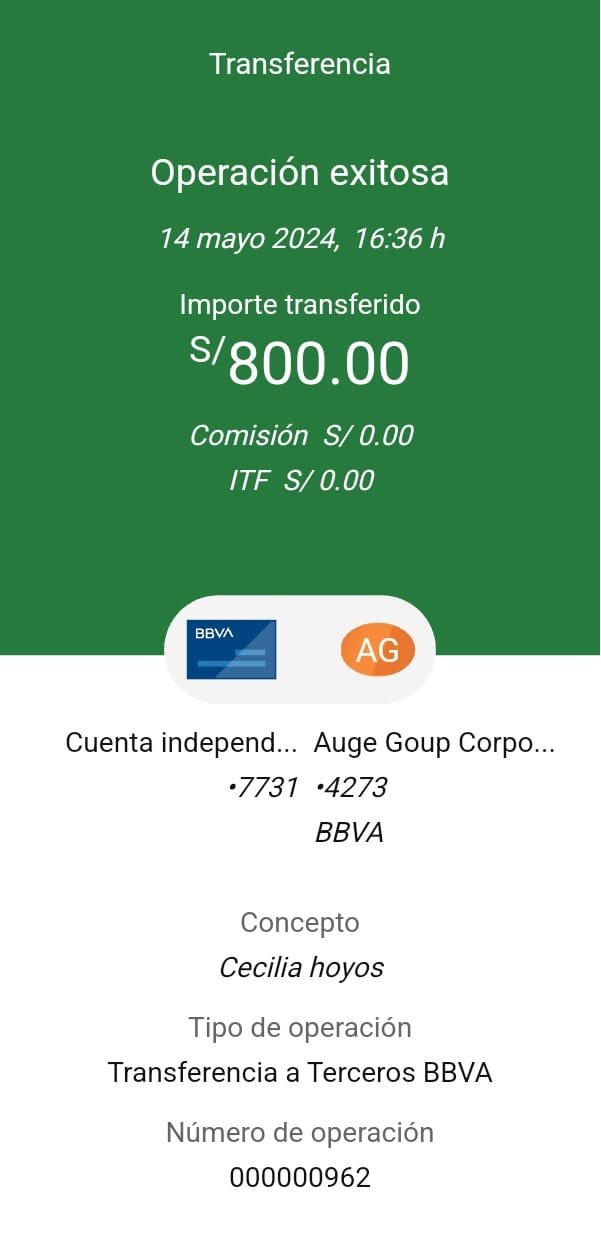 Transferencia
Operación exitosa
14 mayo 2024, 16:36 h
Importe transferido
S/800.00
Comisión S/ 0.00
ITF S/ 0.00
BBVA AG
Cuenta independ... Auge Goup Corpo...
•7731 •4273
BBVA
Concepto
Cecilia hoyos
Tipo de operación
Transferencia a Terceros BBVA
Número de operación
000000962